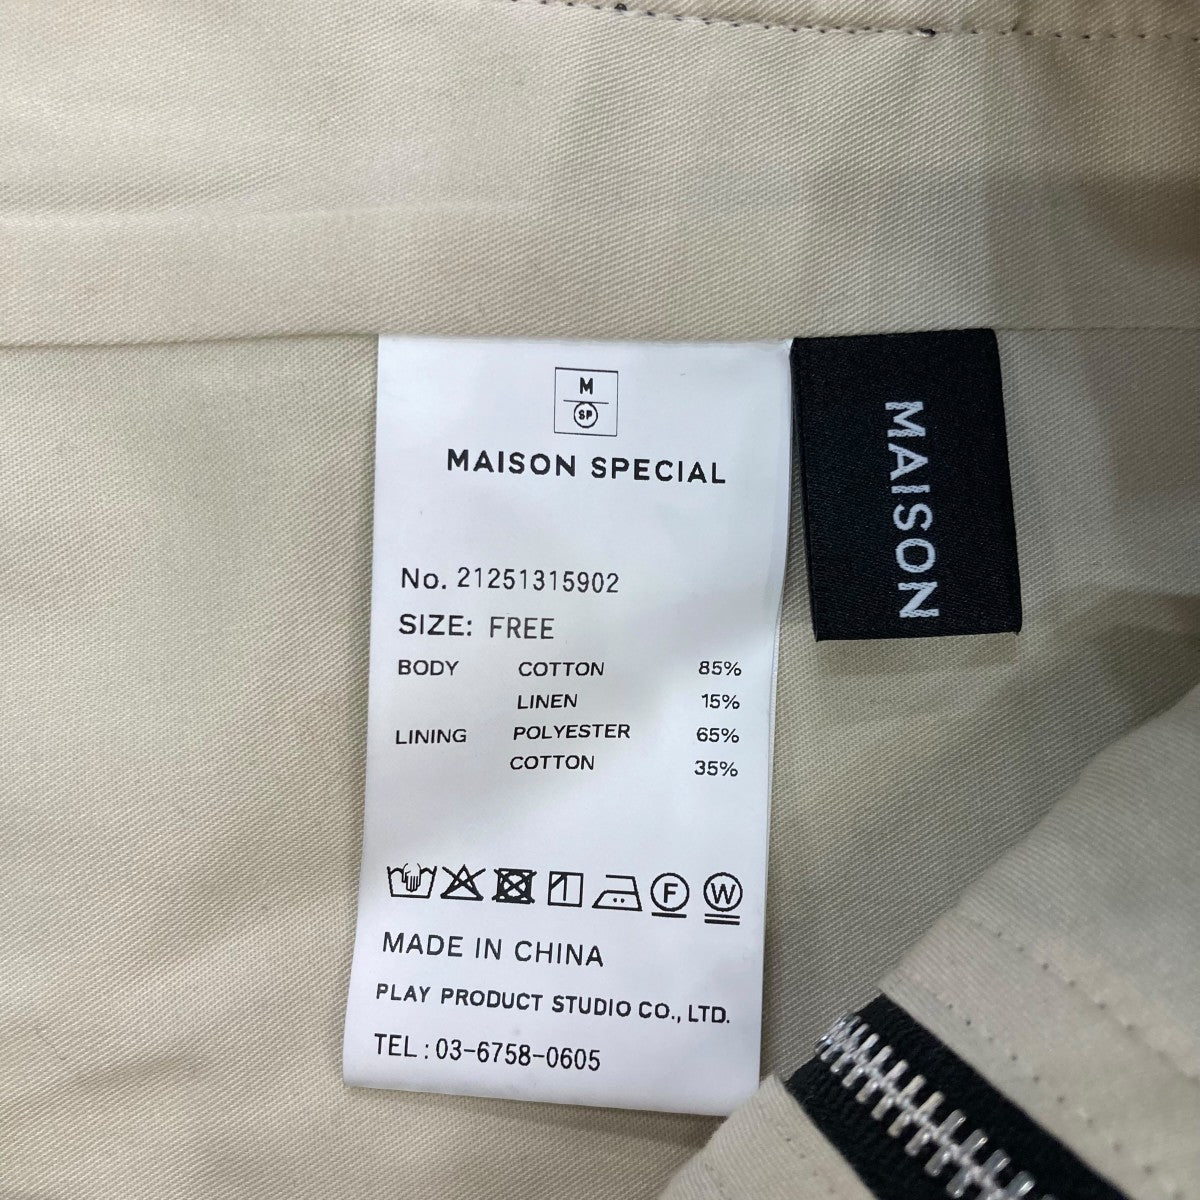 M
SP
MAISON SPECIAL
No. 21251315902
SIZE: FREE
BODY COTTON 85%
LINEN 15%
LINING POLYESTER 65%
COTTON 35%
F W
MADE IN CHINA
PLAY PRODUCT STUDIO CO., LTD.
TEL : 03-6758-0605
MAISON